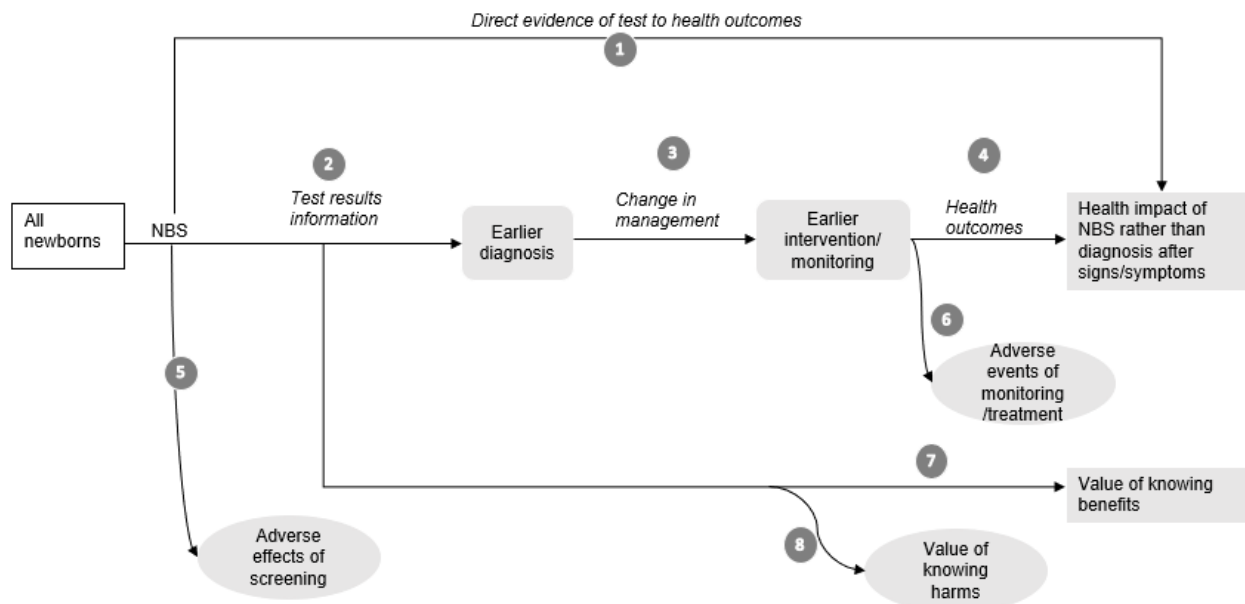 Direct evidence of test to health outcomes
1
2
3
4
Test results
information
Change in
management
Health
outcomes
All
newborns
NBS
Earlier
diagnosis
Earlier
intervention/
monitoring
Health impact of
NBS rather than
diagnosis after
signs/symptoms
5
6
Adverse
events of
monitoring
/treatment
7
Value of knowing
benefits
8
Adverse
effects of
screening
Value of
knowing
harms